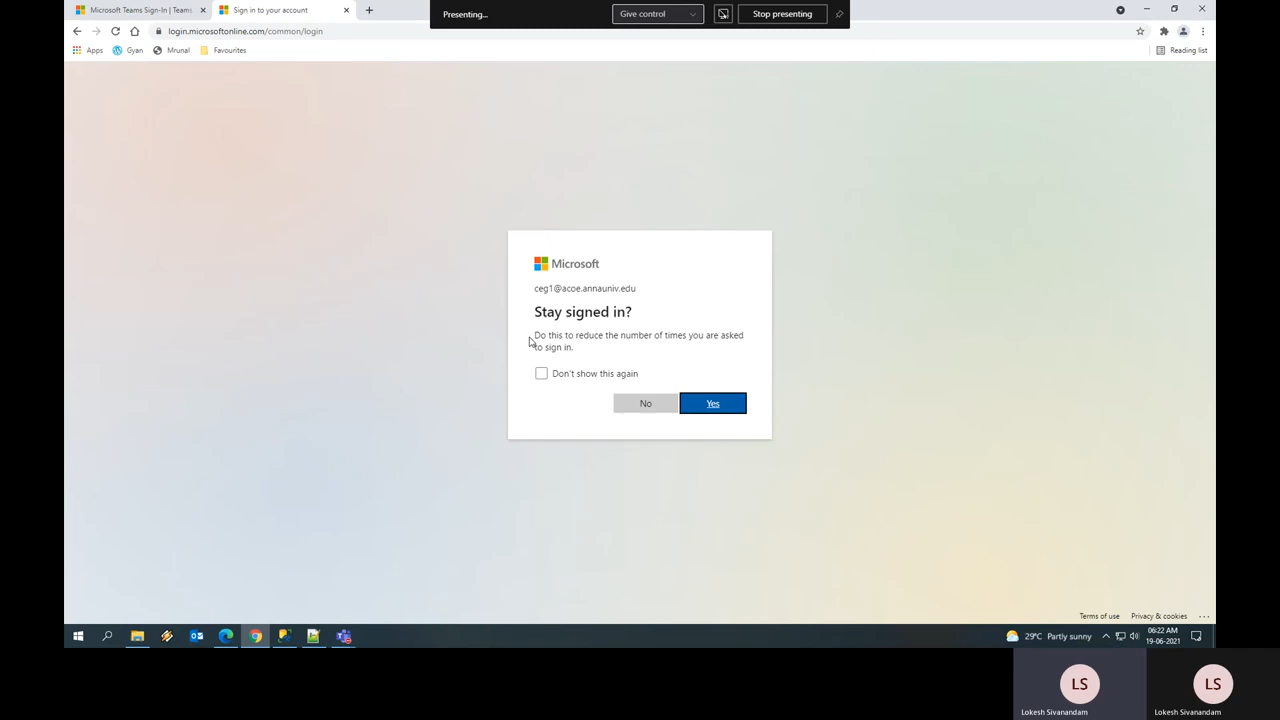 Microsoft Teams Sign-In | Teams
Sign in to your account
Presenting...
Give control
Stop presenting
login.microsoftonline.com/common/login
Apps
Gyan
Mrunal
Favourites
Reading list
Microsoft
ceg1@acoe.annauniv.edu
Stay signed in?
Do this to reduce the number of times you are asked
to sign in.
Don't show this again
No
Yes
Terms of use
Privacy & cookies
...
29°C Partly sunny
06:22 AM
19-06-2021
LS
LS
Lokesh Sivanandam
Lokesh Sivanandam